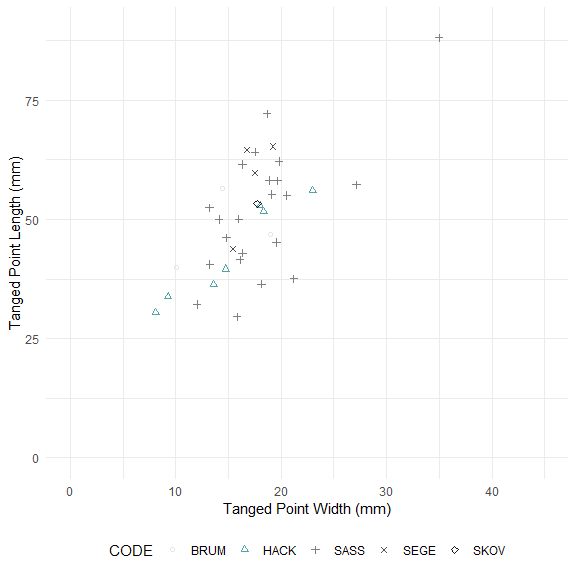 Tanged Point Length (mm)
75
50
25
0
0 10 20 30 40
Tanged Point Width (mm)
CODE BRUM HACK SASS SEGE SKOV